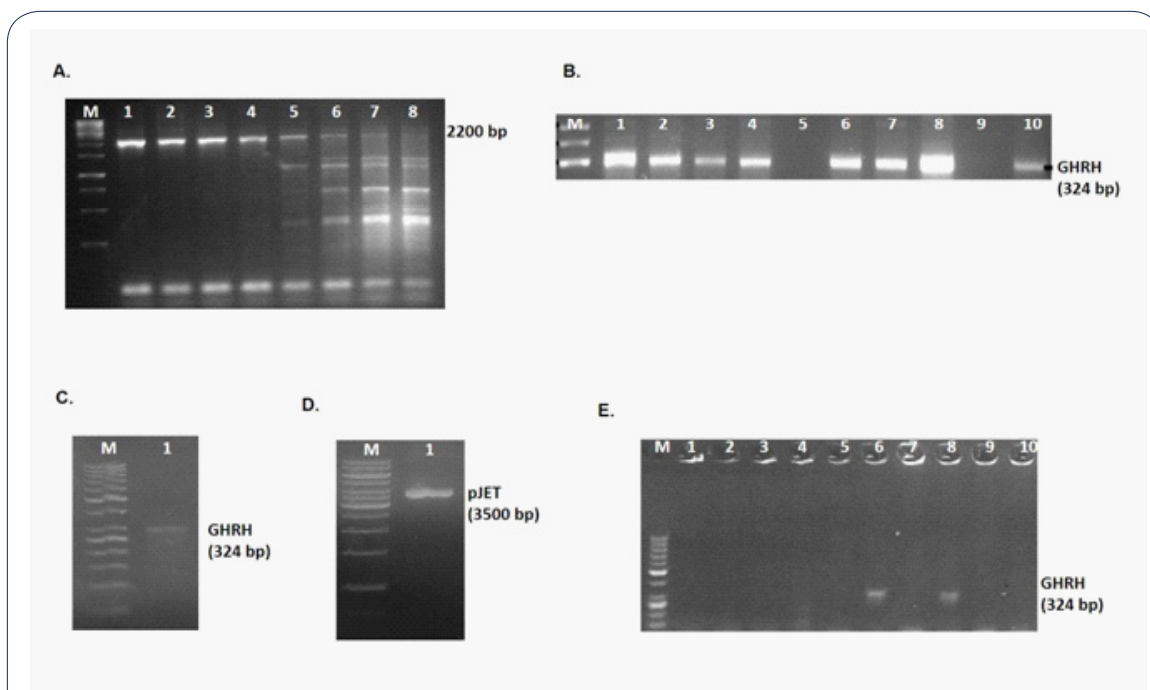 A.
M 1 2 3 4 5 6 7 8
2200 bp
B.
M 1 2 3 4 5 6 7 8 9 10
GHRH
(324 bp)
C.
M 1
GHRH
(324 bp)
D.
M 1
pJET
(3500 bp)
E.
M 1 2 3 4 5 6 7 8 9 10
GHRH
(324 bp)